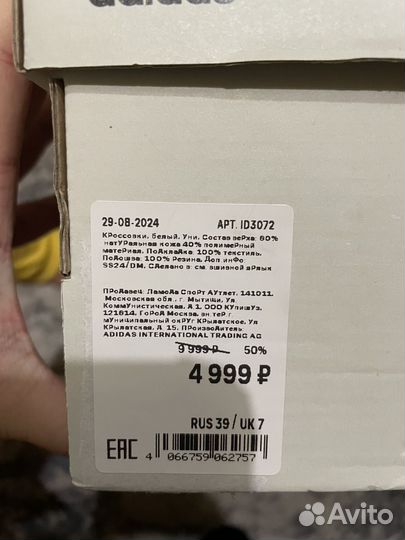 adidas
29-08-2024 АРТ. ID3072
Кроссовки. белый. Уни. Состав верха: 60%
натУральная кожа 40% полимерный
материал. Подкладка: 100% текстиль.
Подошва: 100% Резина. Доп.инфо
SS24/DM. Сделано в: см. вшивной ярлык
Продавец: Ламода Спорт Аутлет. 141011.
Московская обл., г. Мытищи, Ул.
Коммунистическая, Д 1. ООО Купишуз.
121614, Город Москва, вн.тер.г.
мУниципальный окрУг Крылатское, Ул
Крылатская, Д. 15. Производитель:
ADIDAS INTERNATIONAL TRADING AG
9 999 ₽ 50%
4 999 ₽
RUS 39 / UK 7
EAC
4 066759 062757
Avito